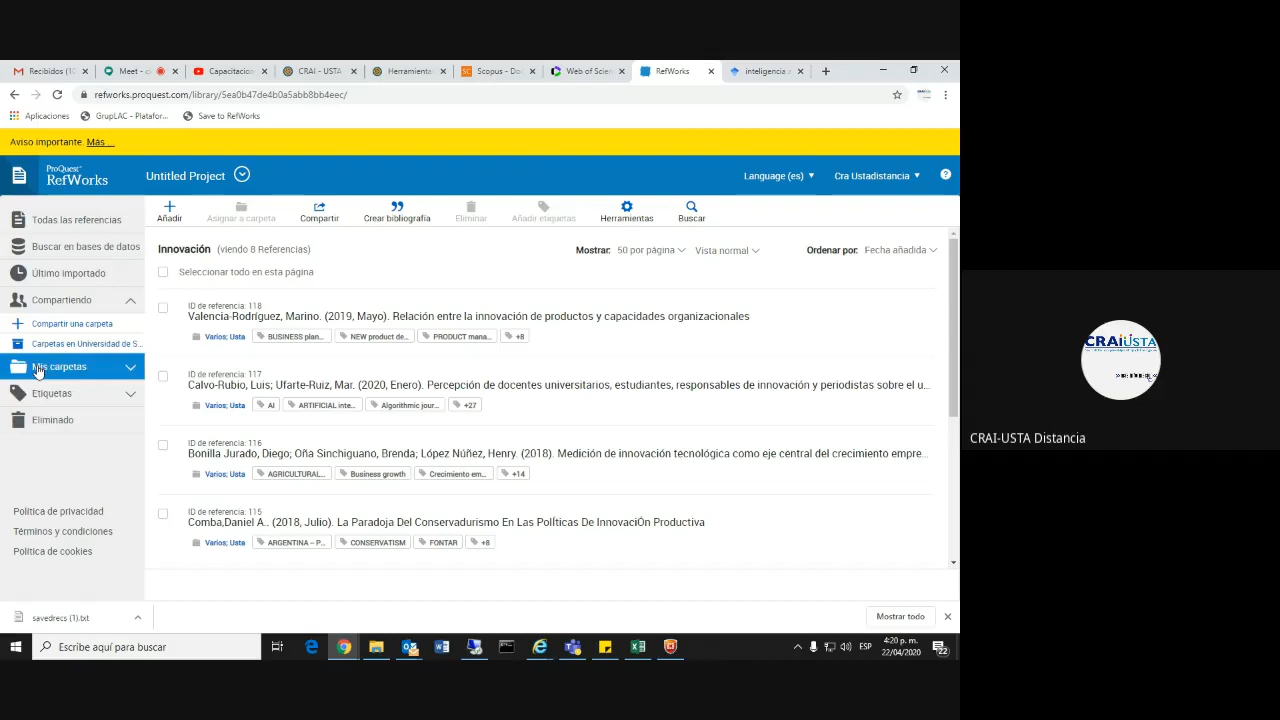 Recibidos (10
Meet - c
Capacitacio
CRAI - USTA
Herramienta
Scopus - Do
Web of Scien
RefWorks
inteligencia a
refworks.proquest.com/library/5ea0b47de4b0a5abb8bb4eec/
Aplicaciones
GrupLAC - Platafor...
Save to RefWorks
Aviso importante. Más ...
ProQuest
RefWorks
Untitled Project
Language (es)
Cra Ustadistancia
Todas las referencias
Buscar en bases de datos
Último importado
Compartiendo
Compartir una carpeta
Carpetas en Universidad de S...
Mis carpetas
Etiquetas
Eliminado
Política de privacidad
Términos y condiciones
Política de cookies
Añadir
Asignar a carpeta
Compartir
Crear bibliografía
Eliminar
Añadir etiquetas
Herramientas
Buscar
Innovación (viendo 8 Referencias)
Mostrar: 50 por página Vista normal
Ordenar por: Fecha añadida
Seleccionar todo en esta página
ID de referencia: 118
Valencia-Rodríguez, Marino. (2019, Mayo). Relación entre la innovación de productos y capacidades organizacionales
Varios; Usta BUSINESS plan... NEW product de... PRODUCT mana... +8
ID de referencia: 117
Calvo-Rubio, Luis; Ufarte-Ruiz, Mar. (2020, Enero). Percepción de docentes universitarios, estudiantes, responsables de innovación y periodistas sobre el u...
Varios; Usta AI ARTIFICIAL inte... Algorithmic jour... +27
ID de referencia: 116
Bonilla Jurado, Diego; Oña Sinchiguano, Brenda; López Núñez, Henry. (2018). Medición de innovación tecnológica como eje central del crecimiento empre...
Varios; Usta AGRICULTURAL... Business growth Crecimiento em... +14
ID de referencia: 115
Comba,Daniel A.. (2018, Julio). La Paradoja Del Conservadurismo En Las PolÍticas De InnovaciÓn Productiva
Varios; Usta ARGENTINA -- P... CONSERVATISM FONTAR +8
savedrecs (1).txt
Mostrar todo
Escribe aquí para buscar
ESP
4:20 p. m.
22/04/2020
22
CRAIUSTA
CRAI-USTA Distancia